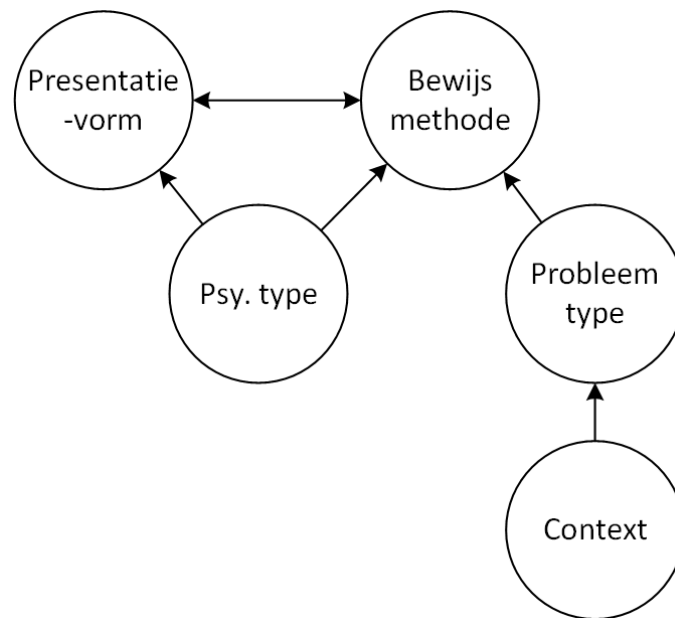 Presentatie
-vorm
Bewijs
methode
Psy. type
Probleem
type
Context